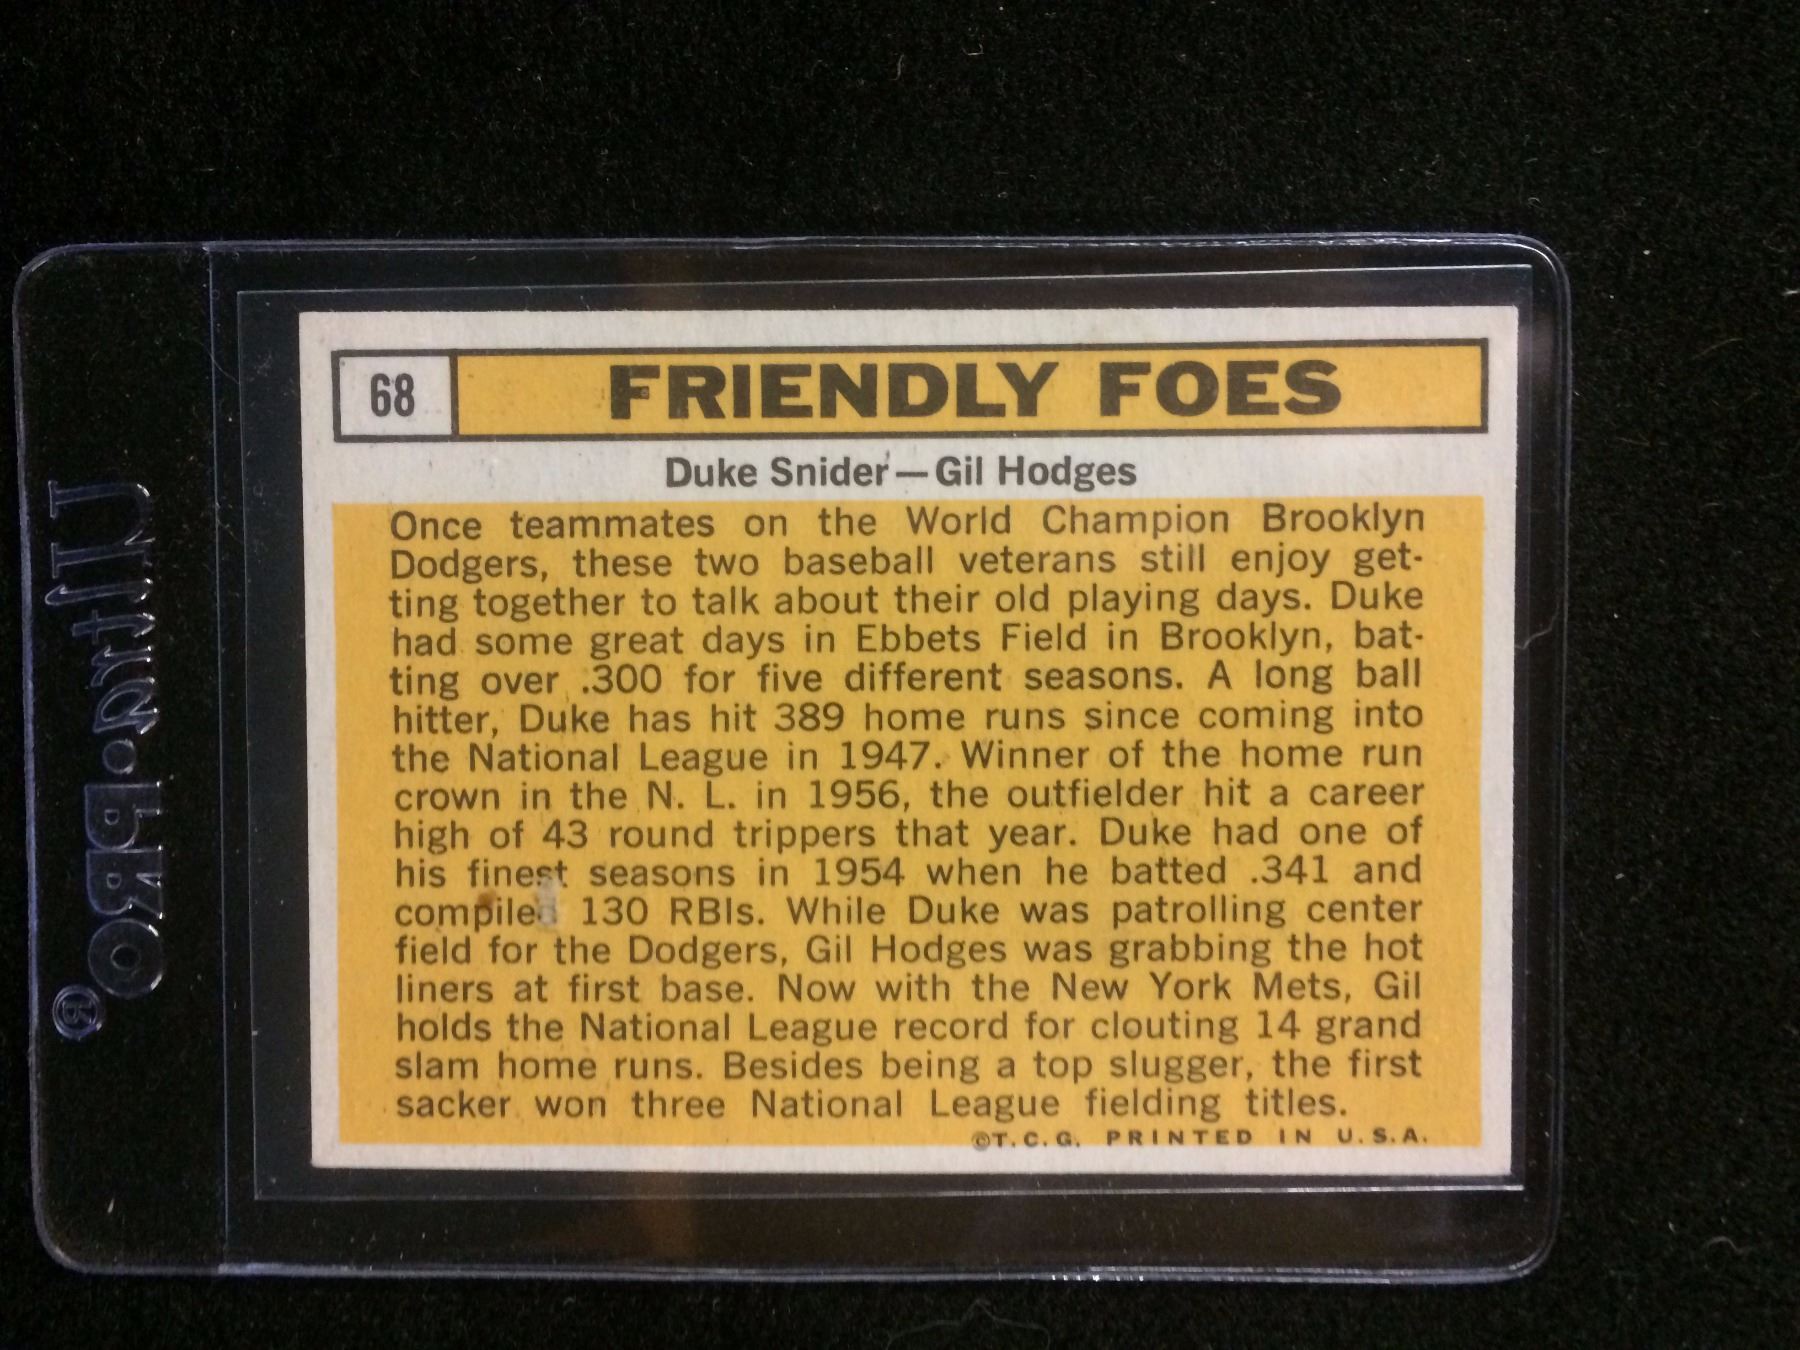 68
FRIENDLY FOES
Duke Snider—Gil Hodges
Once teammates on the World Champion Brooklyn
Dodgers, these two baseball veterans still enjoy get-
ting together to talk about their old playing days. Duke
had some great days in Ebbets Field in Brooklyn, bat-
ting over .300 for five different seasons. A long ball
hitter, Duke has hit 389 home runs since coming into
the National League in 1947. Winner of the home run
crown in the N. L. in 1956, the outfielder hit a career
high of 43 round trippers that year. Duke had one of
his finest seasons in 1954 when he batted .341 and
compiled 130 RBIs. While Duke was patrolling center
field for the Dodgers, Gil Hodges was grabbing the hot
liners at first base. Now with the New York Mets, Gil
holds the National League record for clouting 14 grand
slam home runs. Besides being a top slugger, the first
sacker won three National League fielding titles.
©T.C.G. PRINTED IN U.S.A.
Ultra•PRO®